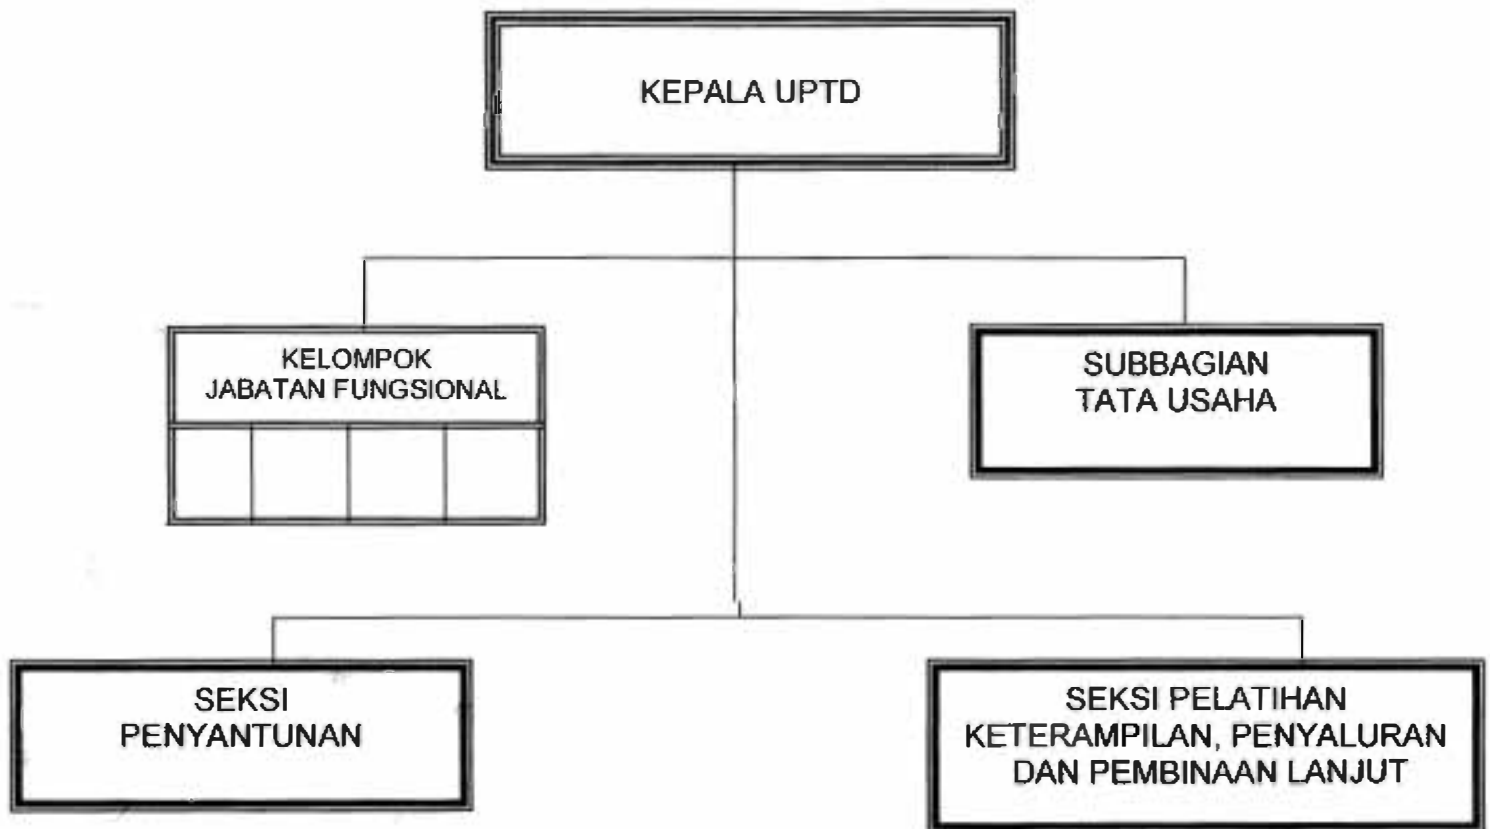 KEPALA UPTD
KELOMPOK
JABATAN FUNGSIONAL
SUBBAGIAN
TATA USAHA
SEKSI
PENYANTUNAN
SEKSI PELATIHAN
KETERAMPILAN, PENYALURAN
DAN PEMBINAAN LANJUT